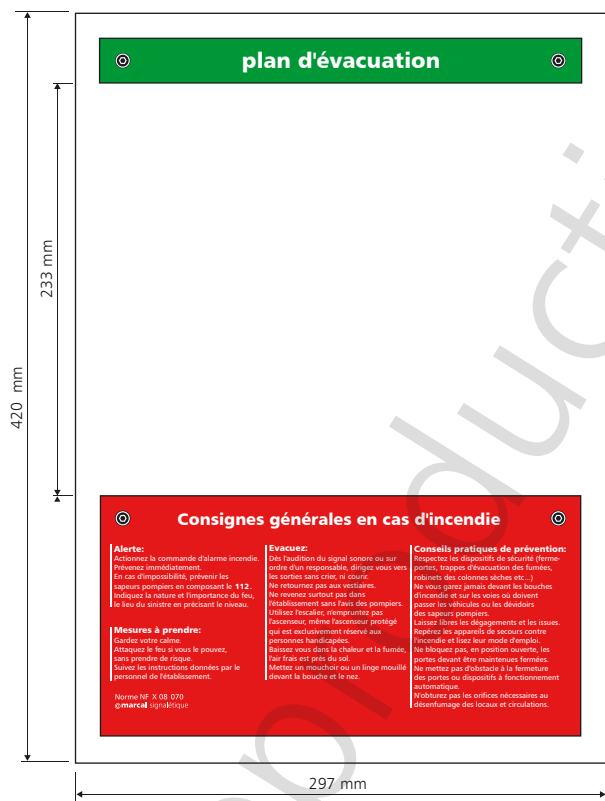 plan d'évacuation
420 mm
233 mm
Consignes générales en cas d'incendie
Alerte:
Actionnez la commande d'alarme incendie.
Prévenez immédiatement.
En cas d'impossibilité, prévenir les
sapeurs pompiers en composant le 112.
Indiquez la nature et l'importance du feu,
le lieu du sinistre en précisant le niveau.
Mesures à prendre:
Gardez votre calme.
Attaquez le feu si vous le pouvez,
sans prendre de risque.
Suivez les instructions données par le
personnel de l'établissement.
Norme NF X 08 070
©marcal signalétique
Evacuez:
Dès l'audition du signal sonore ou sur
ordre d'un responsable, dirigez vous vers
les sorties sans crier, ni courir.
Ne retournez pas aux vestiaires.
Ne revenez surtout pas dans
l'établissement sans l'avis des pompiers.
Utilisez l'escalier, n'empruntez pas
l'ascenseur, même l'ascenseur protégé
qui est exclusivement réservé aux
personnes handicapées.
Baissez vous dans la chaleur et la fumée,
l'air frais est près du sol.
Mettez un mouchoir ou un linge mouillé
devant la bouche et le nez.
Conseils pratiques de prévention:
Respectez les dispositifs de sécurité (ferme-
portes, trappes d'évacuation des fumées,
robinets des colonnes sèches etc...)
Ne vous garez jamais devant les bouches
d'incendie et sur les voies où doivent
passer les véhicules ou les dévidoirs
des sapeurs pompiers.
Laissez libres les dégagements et les issues.
Repérez les appareils de secours contre
l'incendie et lisez leur mode d'emploi.
Ne bloquez pas, en position ouverte, les
portes devant être maintenues fermées.
Ne mettez pas d'obstacle à la fermeture
des portes ou dispositifs à fonctionnement
automatique.
N'obturez pas les orifices nécessaires au
désenfumage des locaux et circulations.
297 mm
oducti